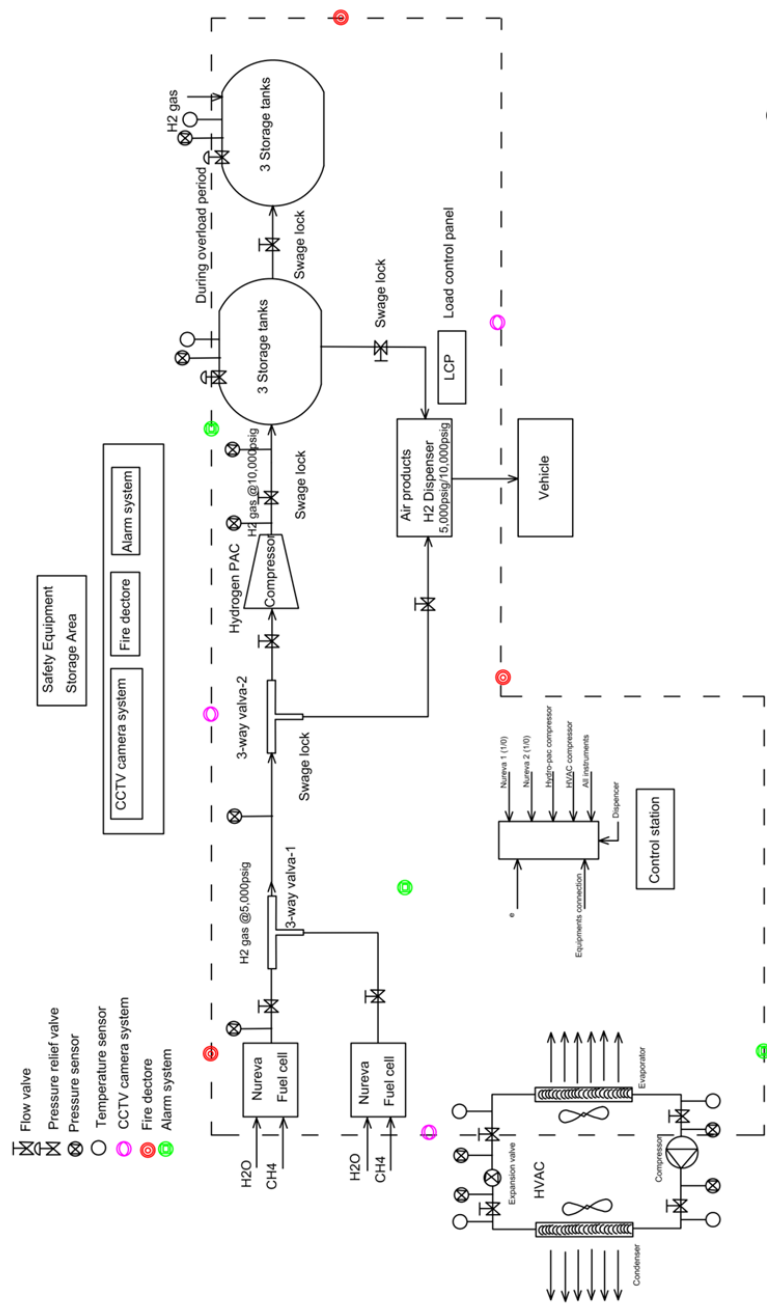 Flow valve
Pressure relief valve
Pressure sensor
Temperature sensor
CCTV camera system
Fire dectore
Alarm system
Safety Equipment
Storage Area
CCTV camera system
Fire dectore
Alarm system
H2O
CH4
Nureva
Fuel cell
H2O
CH4
Nureva
Fuel cell
H2 gas @5,000psig
3-way valva-1
3-way valva-2
Swage lock
Hydrogen PAC
Compressor
H2 gas @10,000psig
Swage lock
3 Storage tanks
During overload period
Swage lock
H2 gas
3 Storage tanks
Swage lock
Load control panel
LCP
Air products
H2 Dispenser
5,000psig/10,000psig
Vehicle
Nureva 1 (1/0)
Nureva 2 (1/0)
Hydro-pac compressor
HVAC compressor
All instruments
Dispencer
e
Equipments connection
Control station
Expansion valve
HVAC
Condenser
Evaporator
Compressor